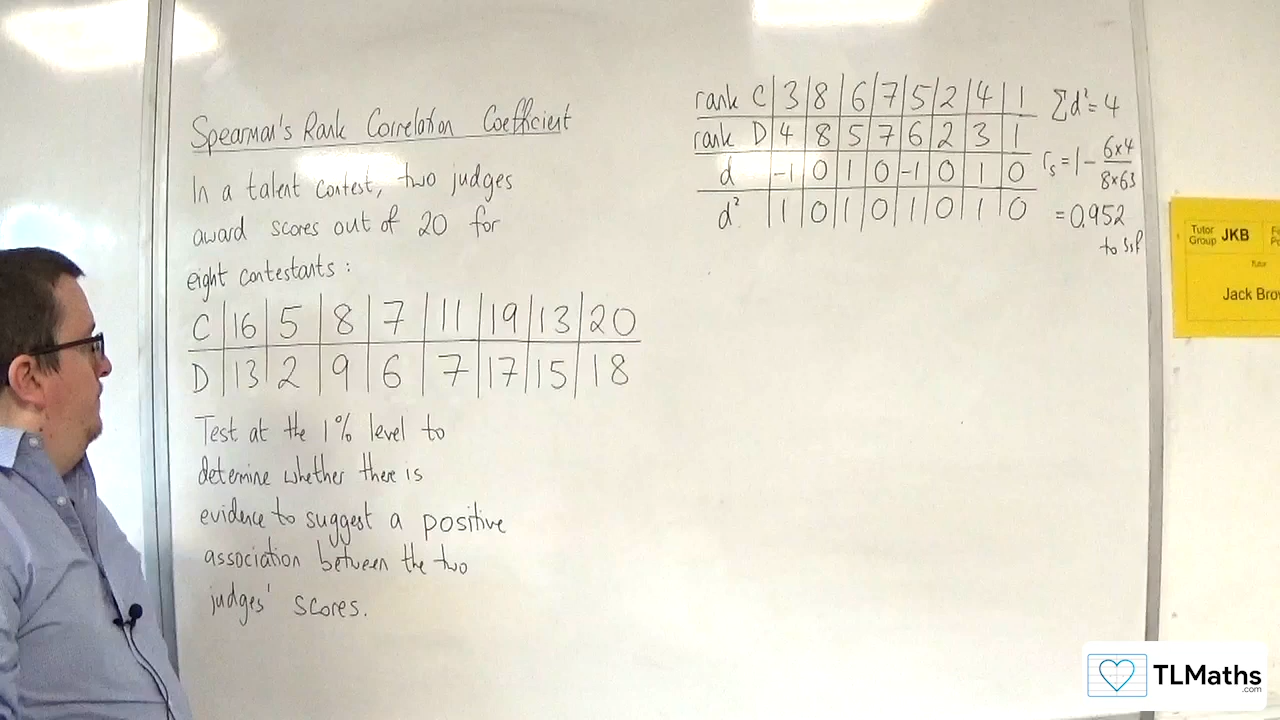 Spearman's Rank Correlation Coefficient
In a talent contest, two judges
award scores out of 20 for
eight contestants :
C 16 5 8 7 11 19 13 20
D 13 2 9 6 7 17 15 18
Test at the 1% level to
determine whether there is
evidence to suggest a positive
association between the two
judges' scores.
rank C 3 8 6 7 5 2 4 1
rank D 4 8 5 7 6 2 3 1
d -1 0 1 0 -1 0 1 0
d² 1 0 1 0 1 0 1 0
∑d²= 4
rs = 1 - 6×4 / 8×63
= 0.952
to 3sf
Tutor Group JKB
Tutor
Jack
TLMaths
.com